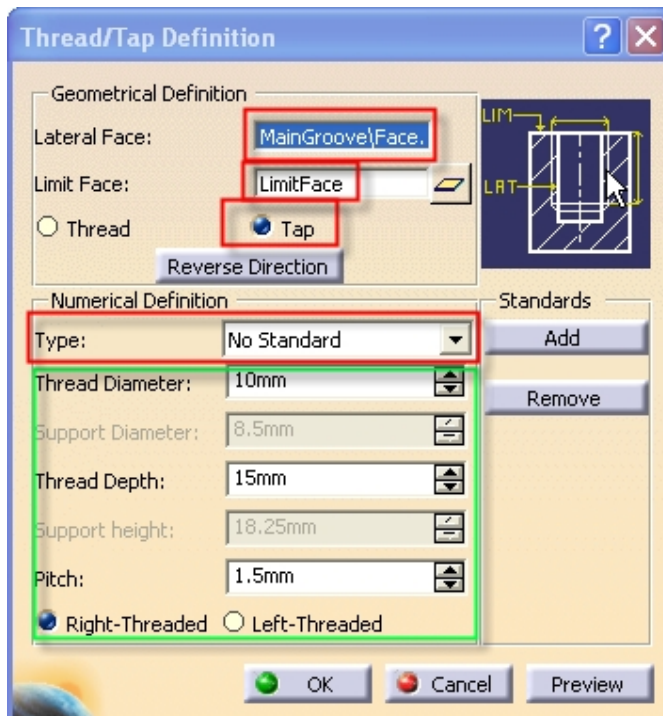 Thread/Tap Definition
Geometrical Definition
Lateral Face: MainGroove\Face.
Limit Face: LimitFace
Thread Tap
Reverse Direction
LIM
LAT
Numerical Definition
Type: No Standard
Thread Diameter: 10mm
Support Diameter: 8.5mm
Thread Depth: 15mm
Support height: 18.25mm
Pitch: 1.5mm
Right-Threaded Left-Threaded
Standards
Add
Remove
OK Cancel Preview